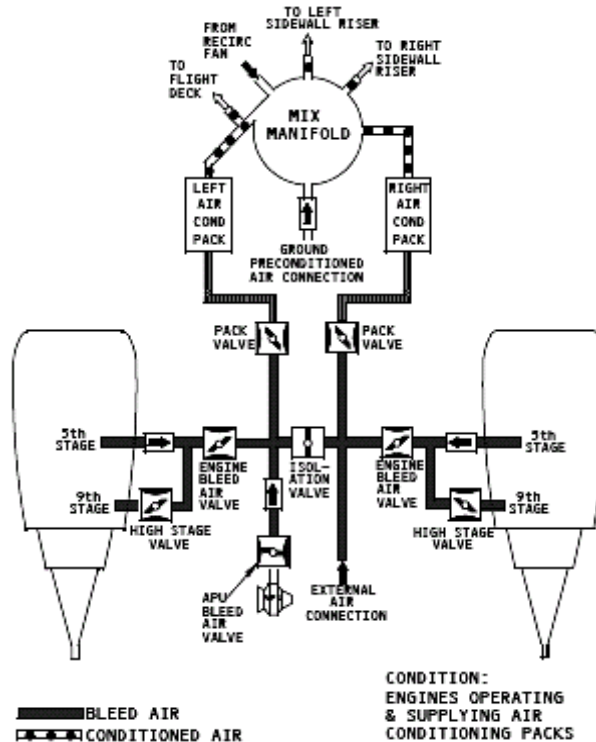 TO LEFT
SIDEWALL RISER
FROM
RECIRC
FAN
TO RIGHT
SIDEWALL
RISER
TO
FLIGHT
DECK
MIX
MANIFOLD
LEFT
AIR
COND
PACK
RIGHT
AIR
COND
PACK
GROUND
PRECONDITIONED
AIR CONNECTION
PACK
VALVE
PACK
VALVE
5th
STAGE
5th
STAGE
ENGINE
BLEED
AIR
VALVE
ISOL-
ATION
VALVE
ENGINE
BLEED
AIR
VALVE
9th
STAGE
9th
STAGE
HIGH STAGE
VALVE
HIGH STAGE
VALVE
APU
BLEED
AIR
VALVE
EXTERNAL
AIR
CONNECTION
BLEED AIR
CONDITIONED AIR
CONDITION:
ENGINES OPERATING
& SUPPLYING AIR
CONDITIONING PACKS